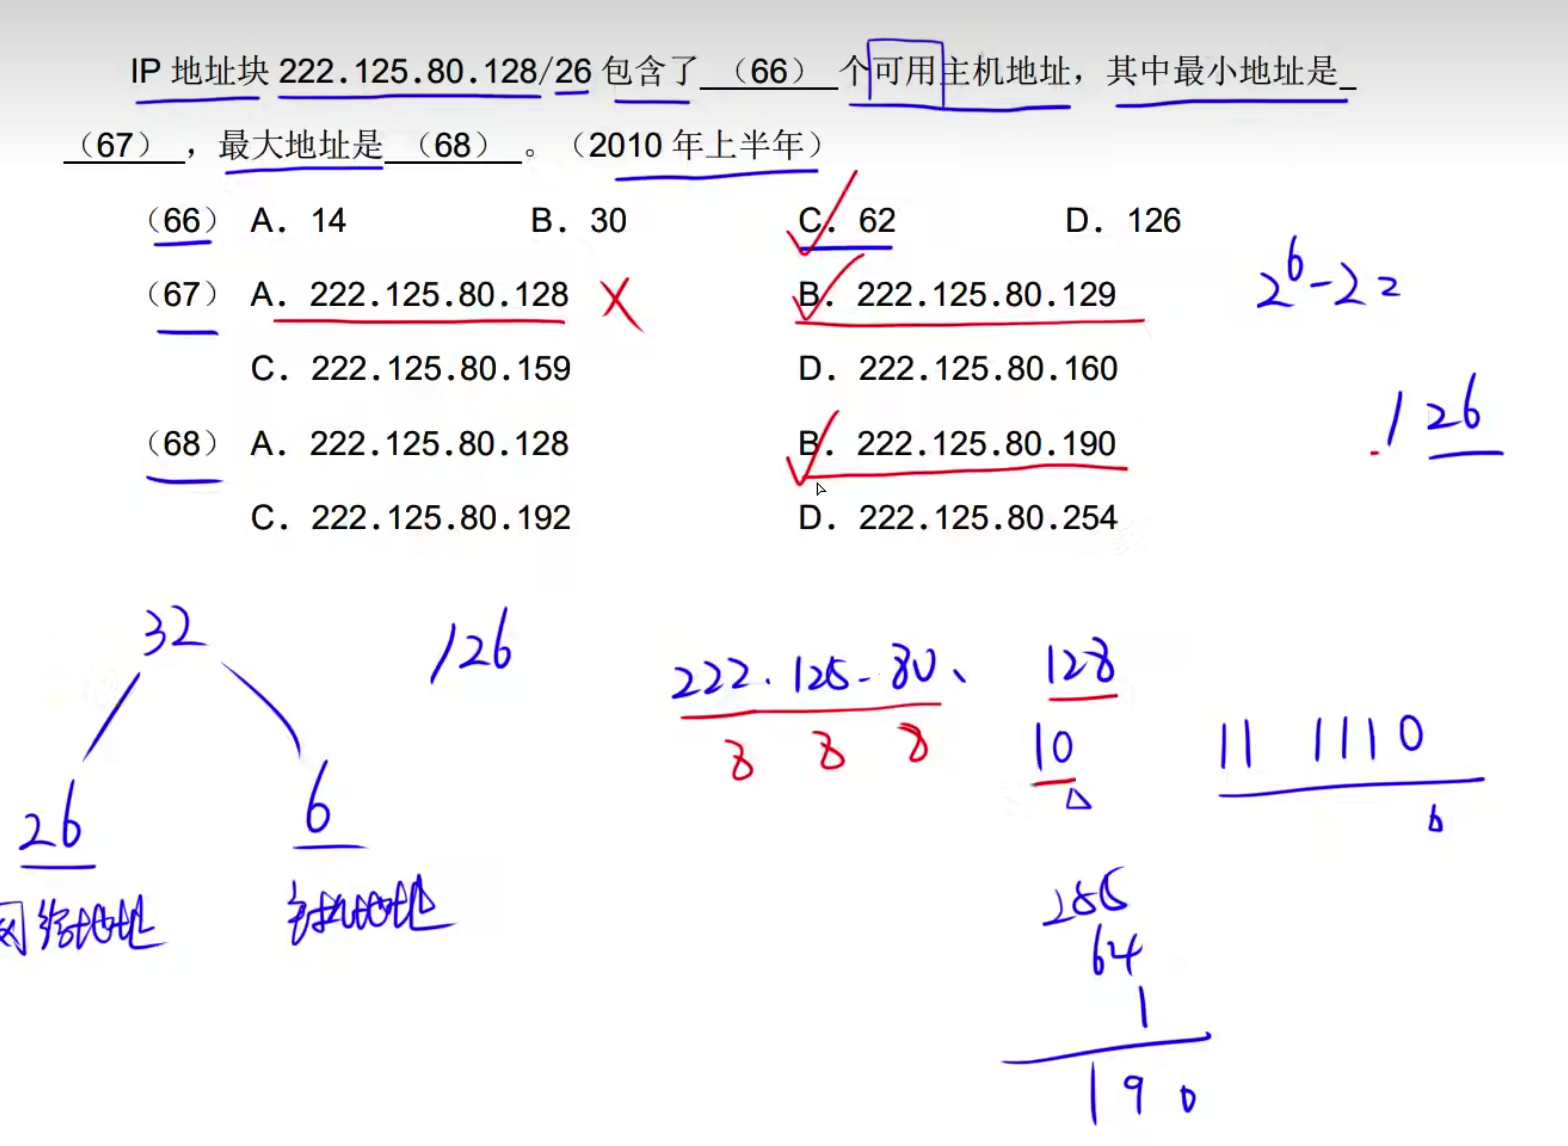 IP 地址块 222.125.80.128/26 包含了 （66） 个可用主机地址，其中最小地址是
（67） ，最大地址是 （68） 。（2010 年上半年）
（66） A. 14 B. 30 C. 62 D. 126
（67） A. 222.125.80.128 B. 222.125.80.129
C. 222.125.80.159 D. 222.125.80.160
（68） A. 222.125.80.128 B. 222.125.80.190
C. 222.125.80.192 D. 222.125.80.254
2^6-2=
/26
32 /26
222.125.80. 128
8 8 8 10 11 1110
26 6
网络地址 主机地址
255
64
1
190